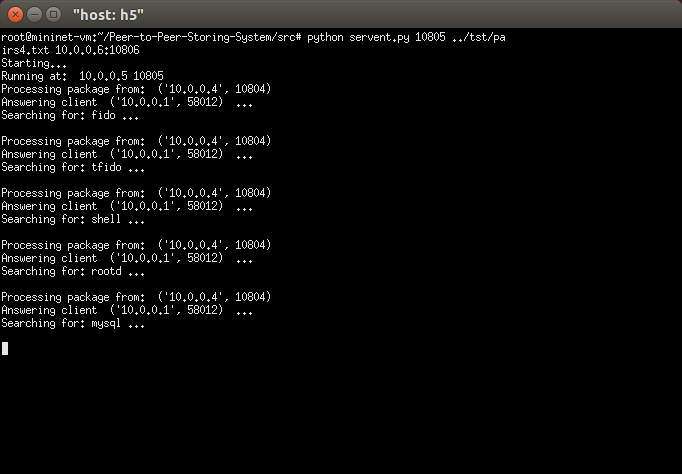 "host: h5"
root@mininet-vm:~/Peer-to-Peer-Storing-System/src# python servent.py 10805 ../tst/pa
irs4.txt 10.0.0.6:10806
Starting...
Running at:  10.0.0.5 10805
Processing package from:  ('10.0.0.4', 10804)
Answering client  ('10.0.0.1', 58012)  ...
Searching for: fido ...
Processing package from:  ('10.0.0.4', 10804)
Answering client  ('10.0.0.1', 58012)  ...
Searching for: tfido ...
Processing package from:  ('10.0.0.4', 10804)
Answering client  ('10.0.0.1', 58012)  ...
Searching for: shell ...
Processing package from:  ('10.0.0.4', 10804)
Answering client  ('10.0.0.1', 58012)  ...
Searching for: rootd ...
Processing package from:  ('10.0.0.4', 10804)
Answering client  ('10.0.0.1', 58012)  ...
Searching for: mysql ...